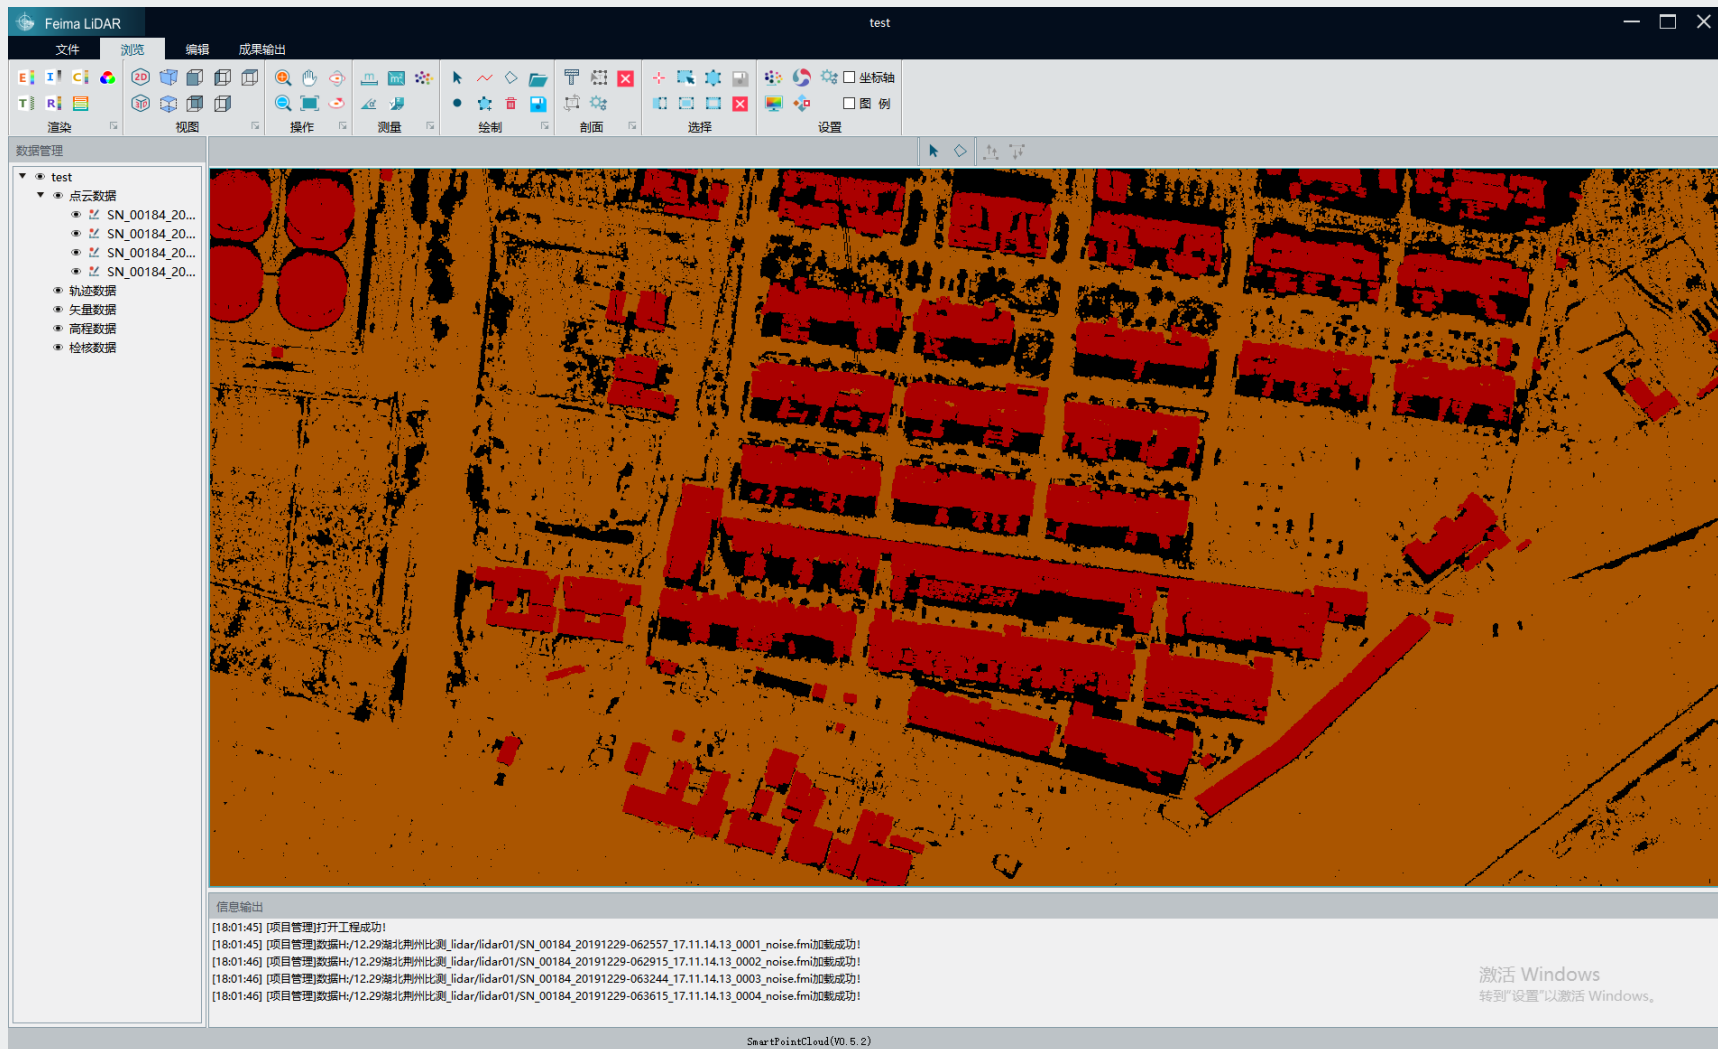 Feima LiDAR
test
文件 浏览 编辑 成果输出
E I C 2D m m² 坐标轴
T R 3D 图 例
渲染 视图 操作 测量 绘制 剖面 选择 设置
数据管理
test
点云数据
SN_00184_20...
SN_00184_20...
SN_00184_20...
SN_00184_20...
轨迹数据
矢量数据
高程数据
检核数据
信息输出
[18:01:45] [项目管理]打开工程成功!
[18:01:45] [项目管理]数据H:/12.29湖北荆州比测_lidar/lidar01/SN_00184_20191229-062557_17.11.14.13_0001_noise.fmi加载成功!
[18:01:46] [项目管理]数据H:/12.29湖北荆州比测_lidar/lidar01/SN_00184_20191229-062915_17.11.14.13_0002_noise.fmi加载成功!
[18:01:46] [项目管理]数据H:/12.29湖北荆州比测_lidar/lidar01/SN_00184_20191229-063244_17.11.14.13_0003_noise.fmi加载成功!
[18:01:46] [项目管理]数据H:/12.29湖北荆州比测_lidar/lidar01/SN_00184_20191229-063615_17.11.14.13_0004_noise.fmi加载成功!
激活 Windows
转到"设置"以激活 Windows。
SmartPointCloud(V0.5.2)